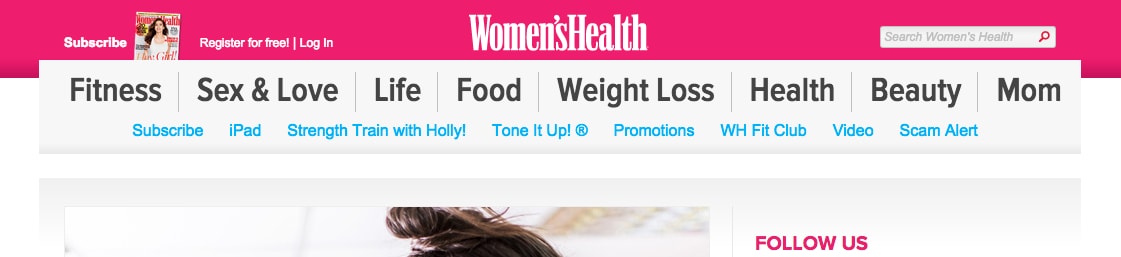 Subscribe
Women'sHealth
Register for free! | Log In
Women'sHealth
Search Women's Health
Fitness
Sex & Love
Life
Food
Weight Loss
Health
Beauty
Mom
Subscribe
iPad
Strength Train with Holly!
Tone It Up! ®
Promotions
WH Fit Club
Video
Scam Alert
FOLLOW US